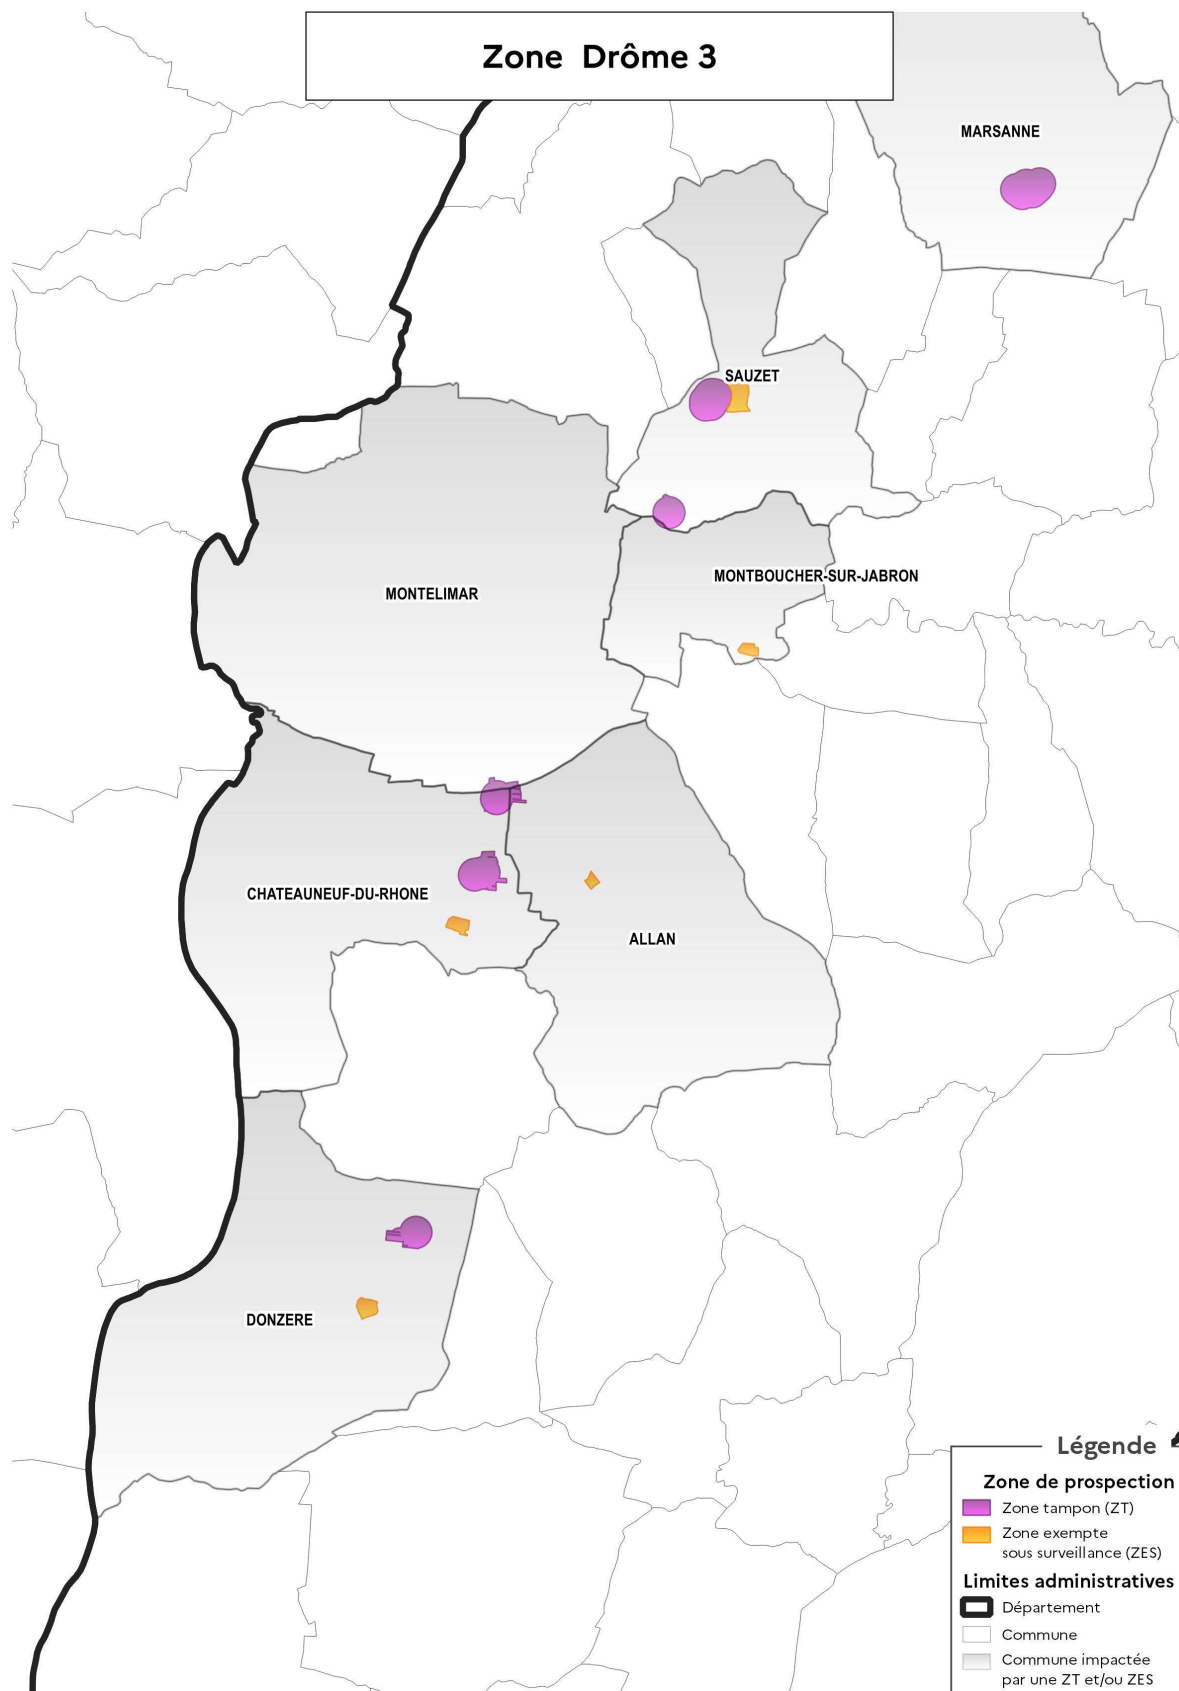 Zone Drôme 3
MARSANNE
SAUZET
MONTBOUCHER-SUR-JABRON
MONTELIMAR
CHATEAUNEUF-DU-RHONE
ALLAN
DONZERE
Légende
Zone de prospection
Zone tampon (ZT)
Zone exempte
sous surveillance (ZES)
Limites administratives
Département
Commune
Commune impactée
par une ZT et/ou ZES